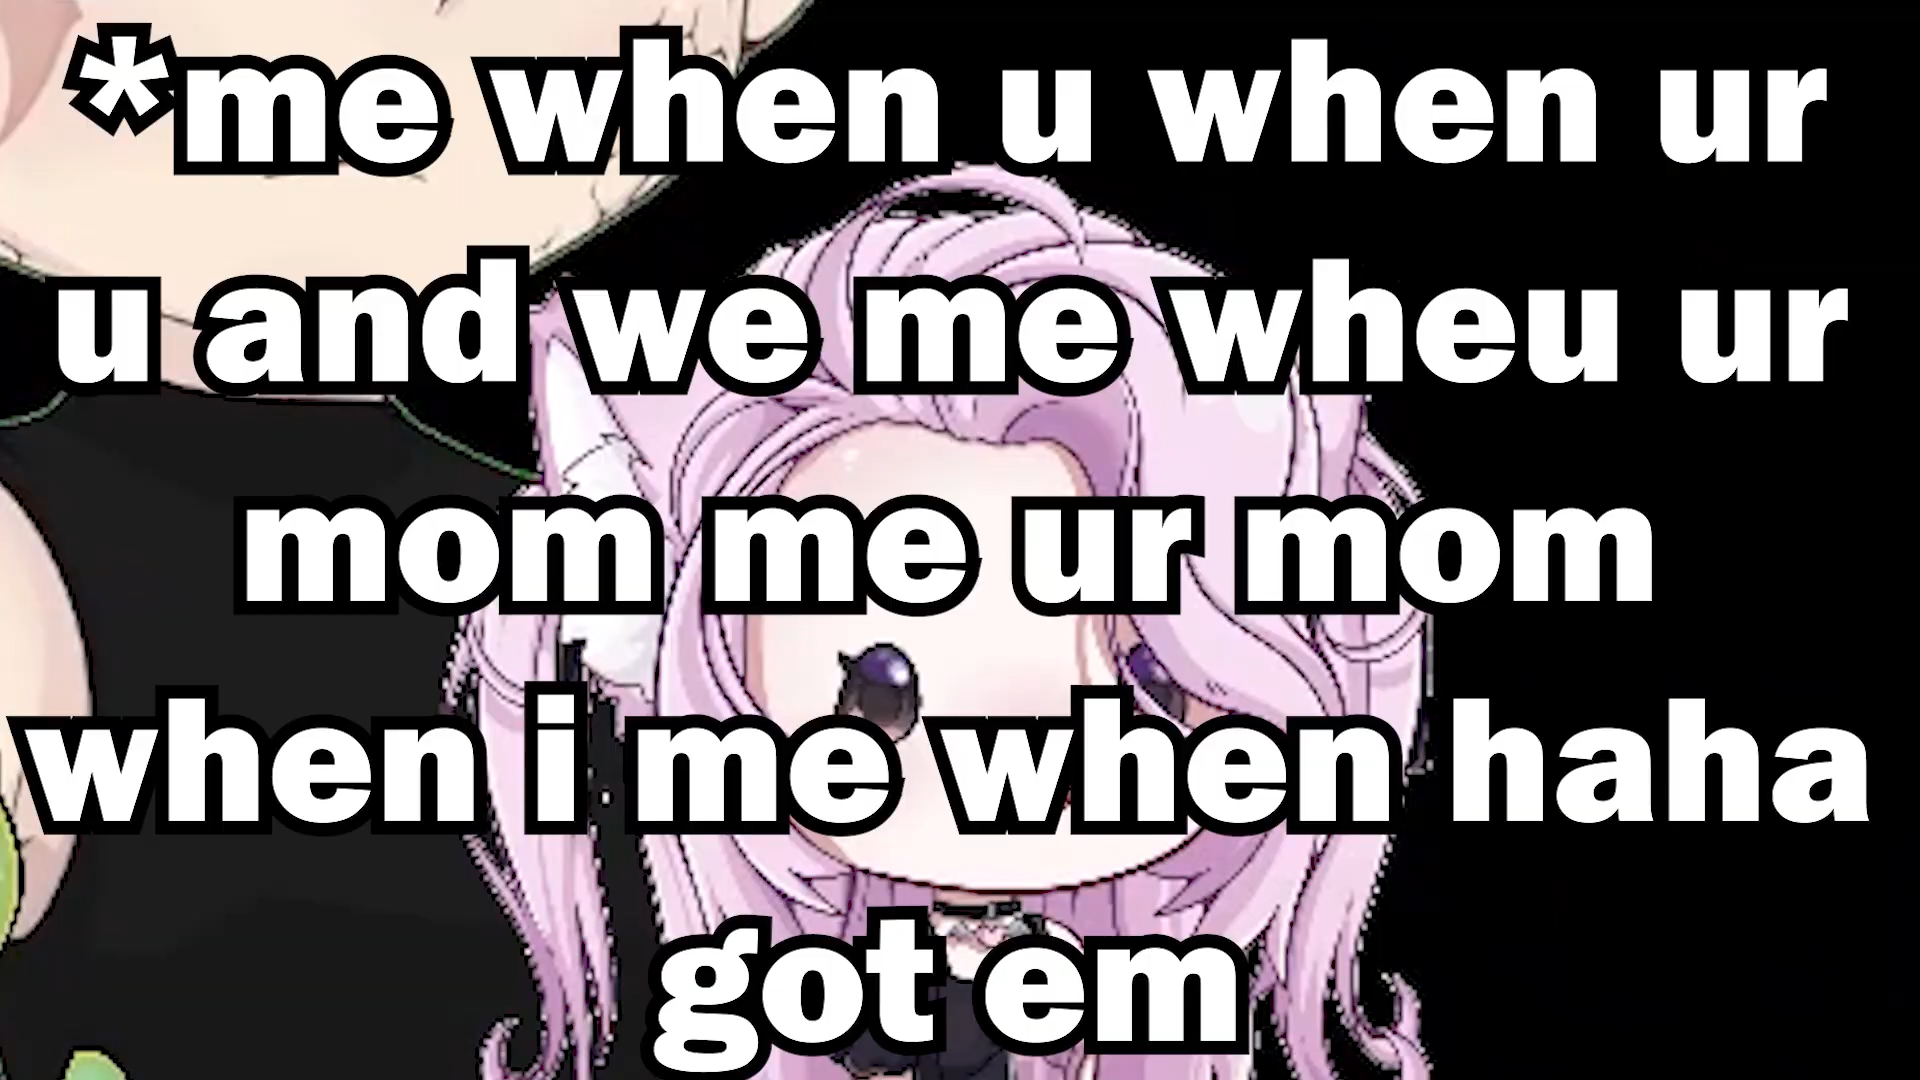 *me when u when ur
u and we me wheu ur
mom me ur mom
when i me when haha
got em